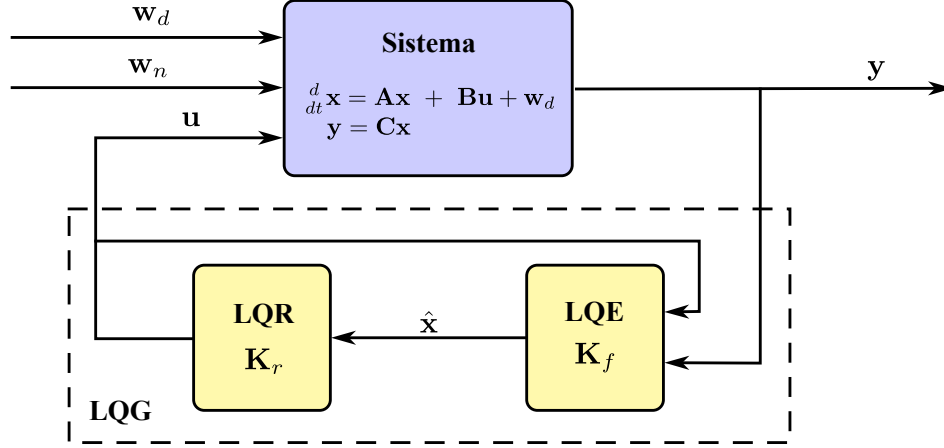 w_d
w_n
u
Sistema
d/dt x = Ax + Bu + w_d
y = Cx
y
LQR
K_r
x̂
LQE
K_f
LQG